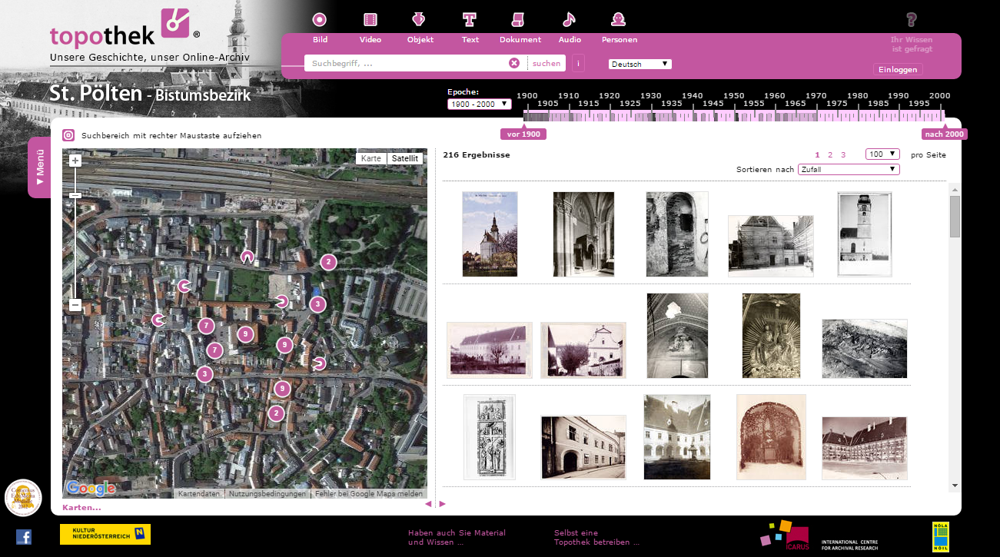 topothek ®
Unsere Geschichte, unser Online-Archiv
St. Pölten - Bistumsbezirk
Bild Video Objekt Text Dokument Audio Personen
Ihr Wissen
ist gefragt
Suchbegriff, ... suchen i Deutsch
Einloggen
Epoche:
1900 - 2000
1900 1910 1920 1930 1940 1950 1960 1970 1980 1990 2000
1905 1915 1925 1935 1945 1955 1965 1975 1985 1995
vor 1900 nach 2000
Menü
Suchbereich mit rechter Maustaste aufziehen
Karte Satellit
216 Ergebnisse
1 2 3 100 pro Seite
Sortieren nach Zufall
2
3
7
9
9
7
3
9
2
Google
Kartendaten Nutzungsbedingungen Fehler bei Google Maps melden
Karten...
Comenius
EduMedia
Medaille
2012
f
KULTUR
NIEDERÖSTERREICH N
Haben auch Sie Material
und Wissen ...
Selbst eine
Topothek betreiben ...
ICARUS
INTERNATIONAL CENTRE
FOR ARCHIVAL RESEARCH
NÖLA
NÖIL